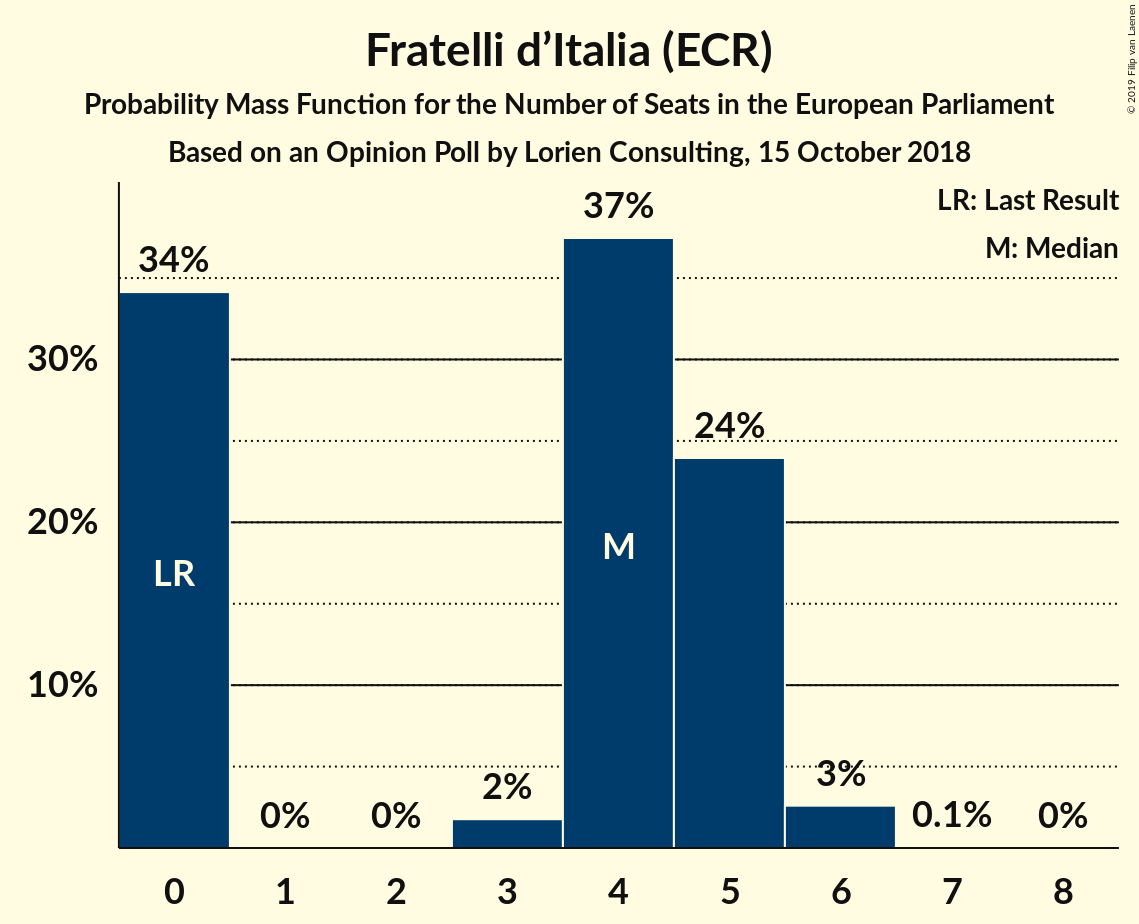 Fratelli d’Italia (ECR)
Probability Mass Function for the Number of Seats in the European Parliament
Based on an Opinion Poll by Lorien Consulting, 15 October 2018
© 2019 Filip van Laenen
LR: Last Result
M: Median
34%
0%
0%
2%
37%
24%
3%
0.1%
0%
LR
M
30%
20%
10%
0 1 2 3 4 5 6 7 8